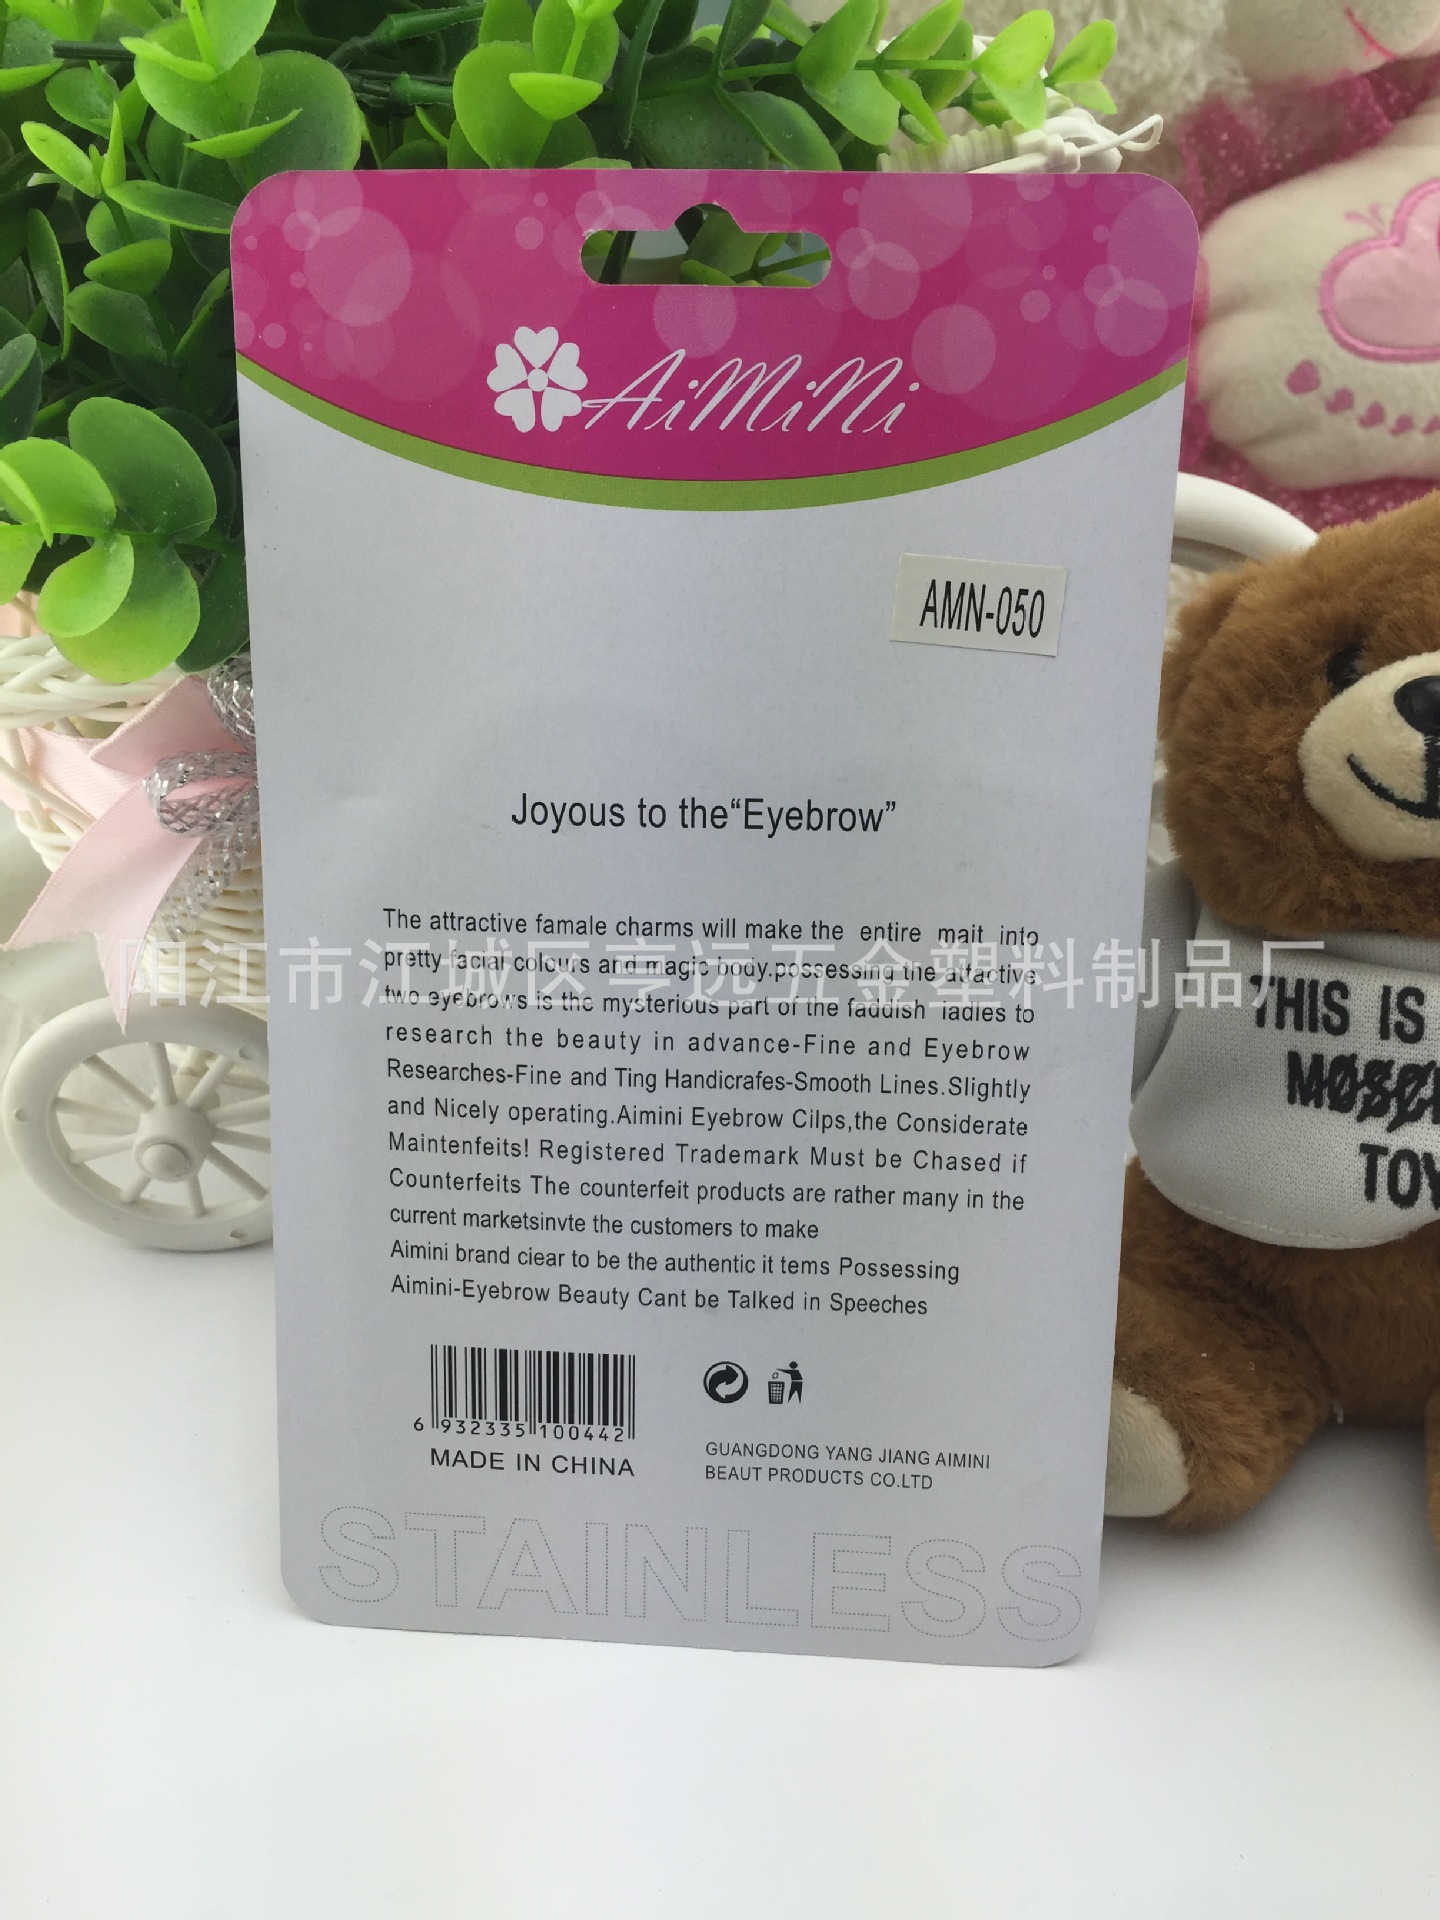 AiMiNi
AMN-050
Joyous to the“Eyebrow”
The attractive famale charms will make the entire mait into
pretty facial colours and magic body.possessing the attactive
two eyebrows is the mysterious part of the faddish ladies to
research the beauty in advance-Fine and Eyebrow
Researches-Fine and Ting Handicrafes-Smooth Lines.Slightly
and Nicely operating.Aimini Eyebrow Cilps,the Considerate
Maintenfeits! Registered Trademark Must be Chased if
Counterfeits The counterfeit products are rather many in the
current marketsinvte the customers to make
Aimini brand clear to be the authentic it tems Possessing
Aimini-Eyebrow Beauty Cant be Talked in Speeches
阳江市江城区亨远五金塑料制品厂
6 932335 100442
MADE IN CHINA
GUANGDONG YANG JIANG AIMINI
BEAUT PRODUCTS CO.LTD
STAINLESS
THIS IS
TOY